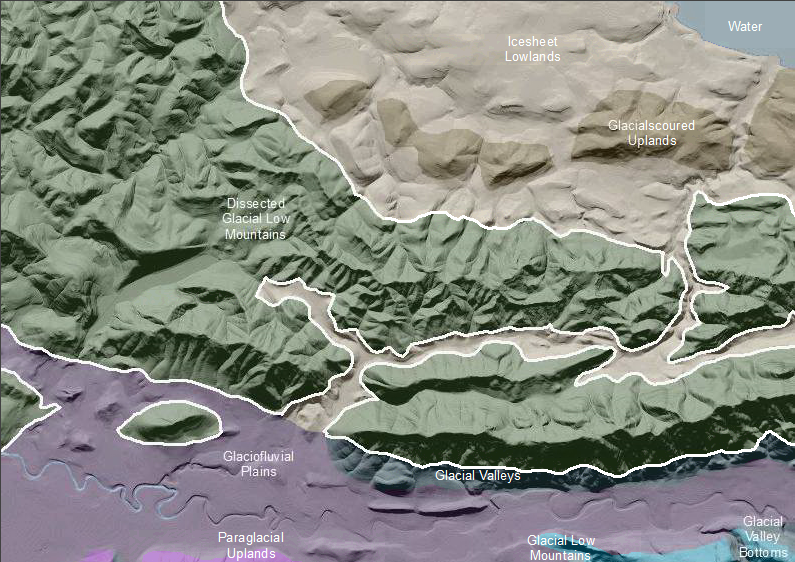 Water
Icesheet
Lowlands
Glacialscoured
Uplands
Dissected
Glacial Low
Mountains
Glaciofluvial
Plains
Glacial Valleys
Paraglacial
Uplands
Glacial Low
Mountains
Glacial
Valley
Bottoms